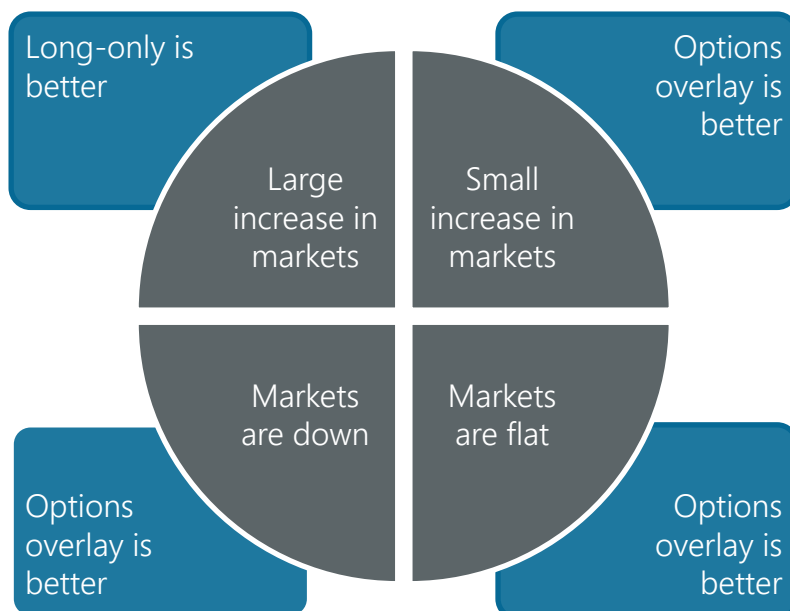 Long-only is
better
Options
overlay is
better
Large
increase in
markets
Small
increase in
markets
Markets
are down
Markets
are flat
Options
overlay is
better
Options
overlay is
better